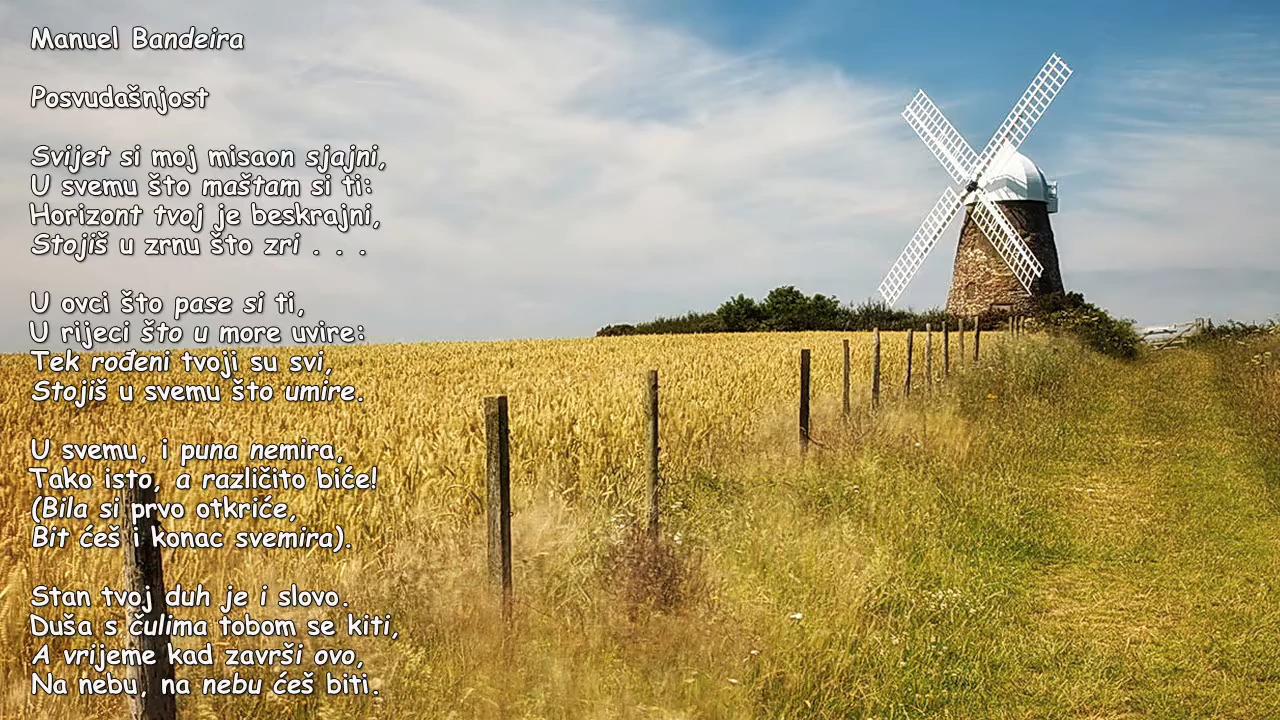 Manuel Bandeira
Posvudašnjost
Svijet si moj misaon sjajni,
U svemu što maštam si ti:
Horizont tvoj je beskrajni,
Stojiš u zrnu što zri . . .
U ovci što pase si ti,
U rijeci što u more uvire:
Tek rođeni tvoji su svi,
Stojiš u svemu što umire.
U svemu, i puna nemira,
Tako isto, a različito biće!
(Bila si prvo otkriće,
Bit ćeš i konac svemira).
Stan tvoj duh je i slovo.
Duša s čulima tobom se kiti,
A vrijeme kad završi ovo,
Na nebu, na nebu ćeš biti.